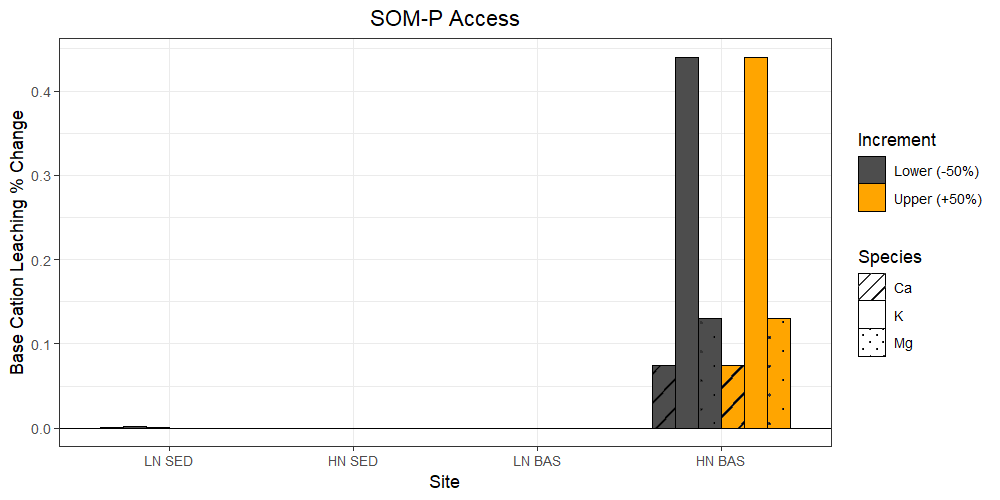 SOM-P Access
Base Cation Leaching % Change
0.4
0.3
0.2
0.1
0.0
LN SED
HN SED
LN BAS
HN BAS
Site
Increment
Lower (-50%)
Upper (+50%)
Species
Ca
K
Mg